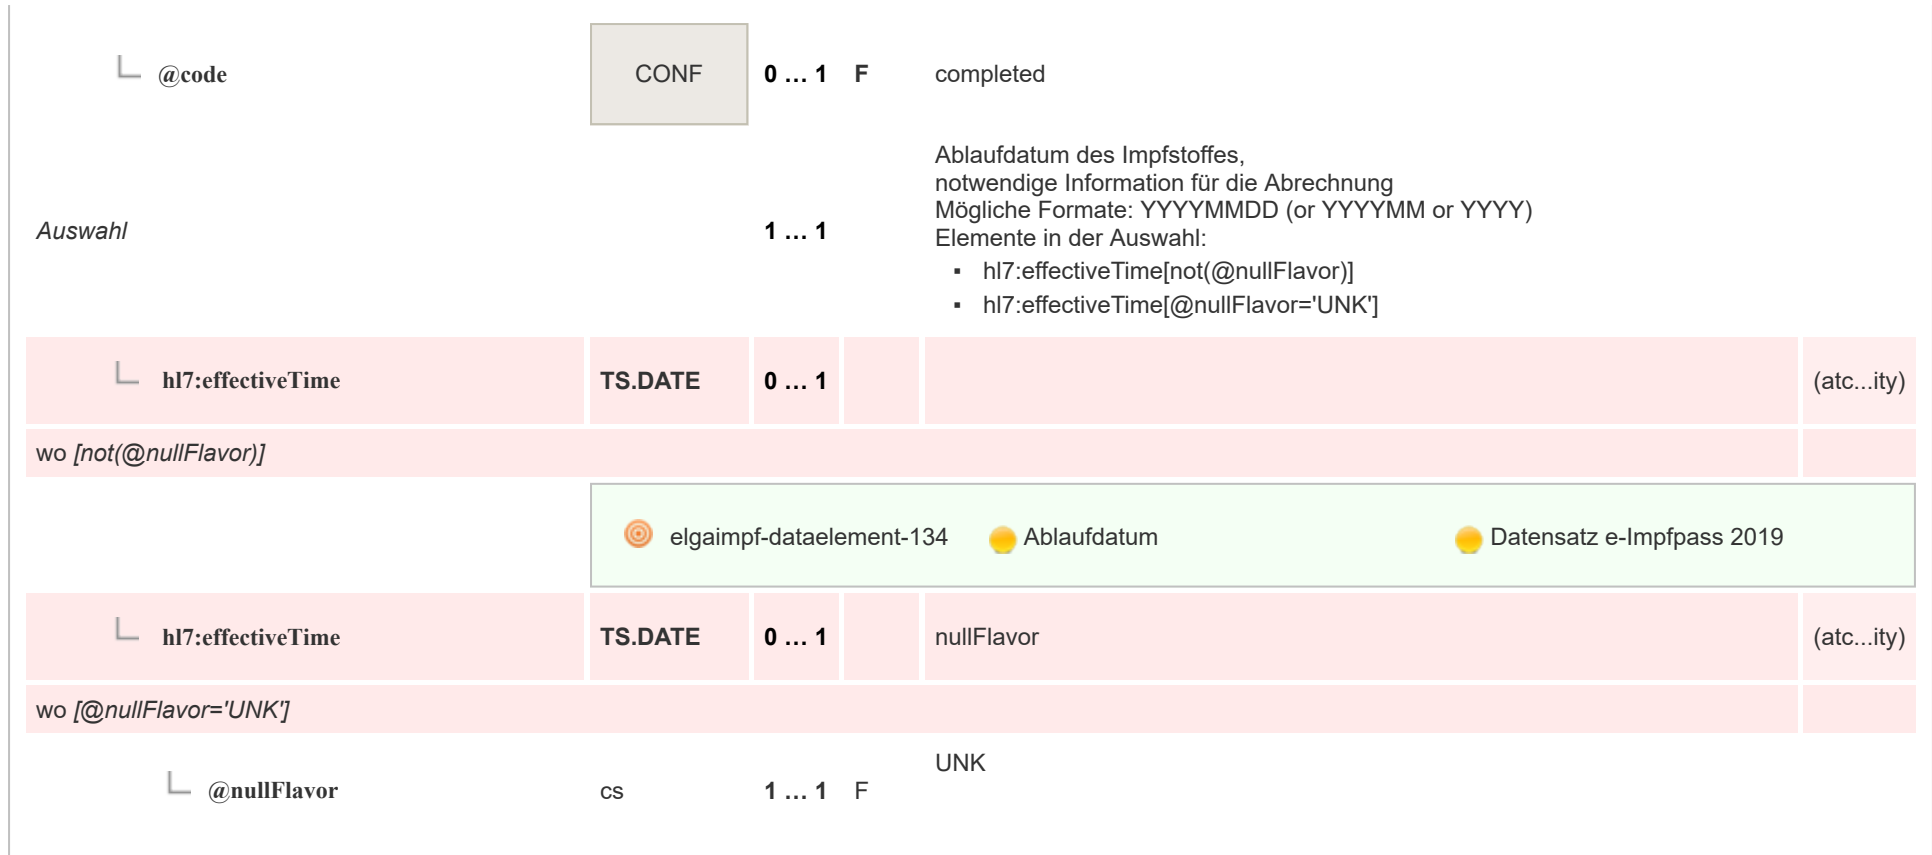 @code CONF 0 … 1 F completed
Ablaufdatum des Impfstoffes,
notwendige Information für die Abrechnung
Mögliche Formate: YYYYMMDD (or YYYYMM or YYYY)
Auswahl 1 … 1 Elemente in der Auswahl:
▪ hl7:effectiveTime[not(@nullFlavor)]
▪ hl7:effectiveTime[@nullFlavor='UNK']
hl7:effectiveTime TS.DATE 0 … 1 (atc...ity)
wo [not(@nullFlavor)]
elgaimpf-dataelement-134 Ablaufdatum Datensatz e-Impfpass 2019
hl7:effectiveTime TS.DATE 0 … 1 nullFlavor (atc...ity)
wo [@nullFlavor='UNK']
UNK
@nullFlavor cs 1 … 1 F